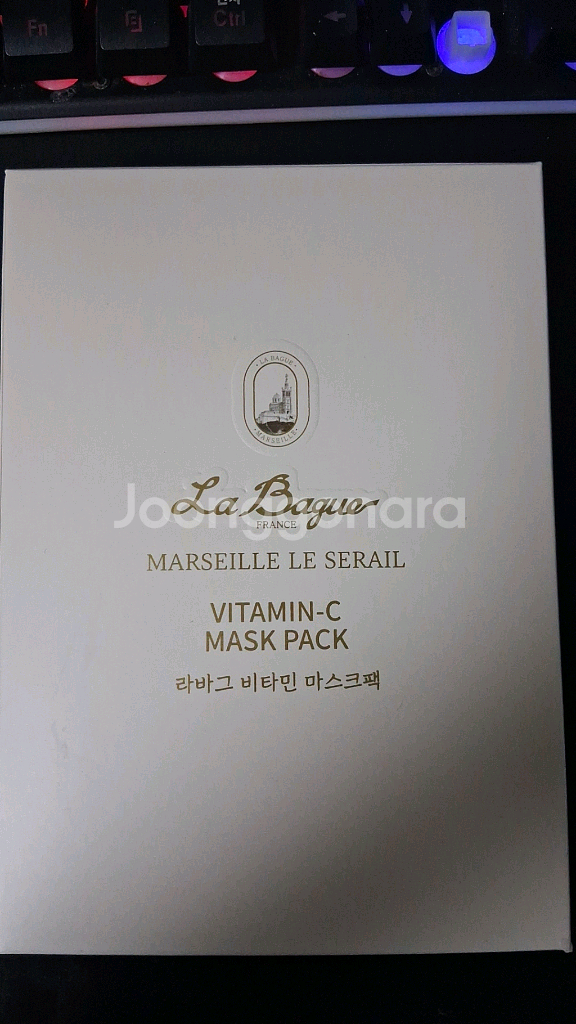 Fn
Ctrl
· LA BAGUE ·
· MARSEILLE ·
La Bague
FRANCE
Joonggonara
MARSEILLE LE SERAIL
VITAMIN-C
MASK PACK
라바그 비타민 마스크팩